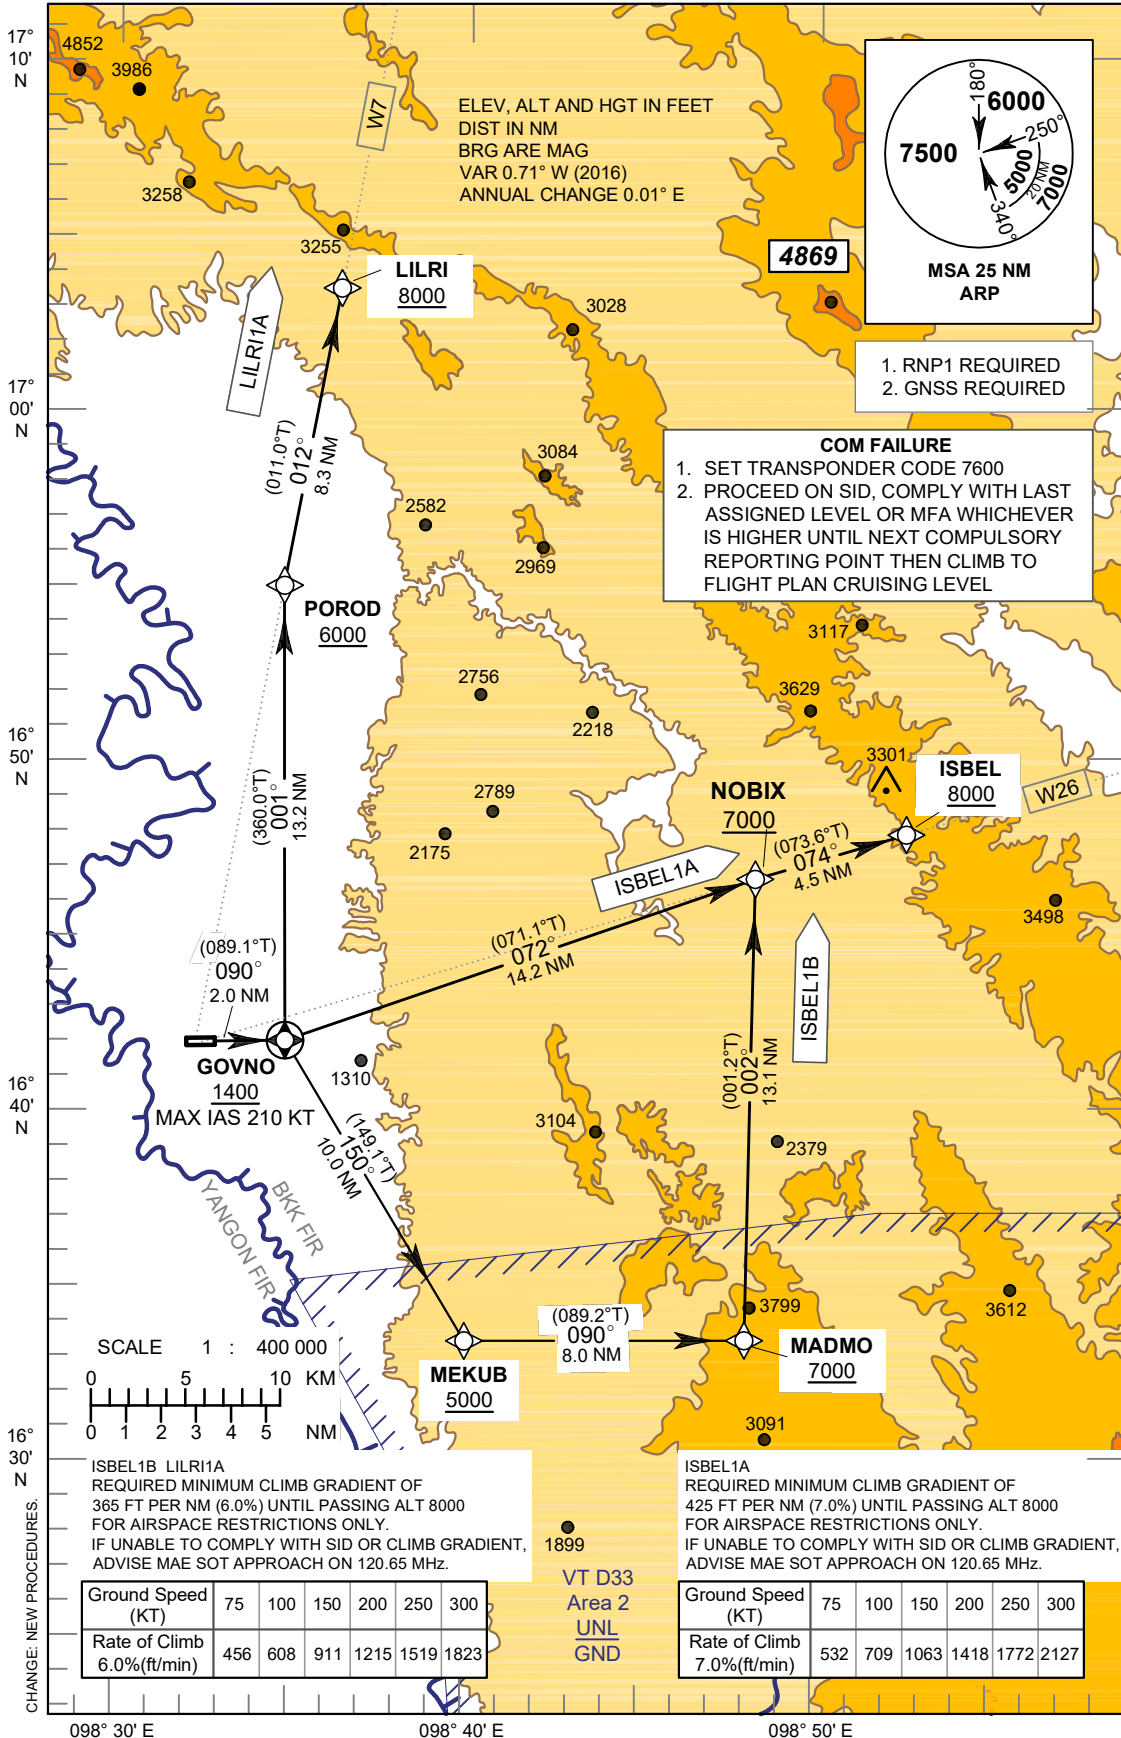 17°
10'
N
4852
3986
3258
3255
W7
ELEV, ALT AND HGT IN FEET
DIST IN NM
BRG ARE MAG
VAR 0.71° W (2016)
ANNUAL CHANGE 0.01° E
180°
6000
250°
7500
5000
20 NM
7000
340°
MSA 25 NM
ARP
4869
LILRI
8000
3028
LILRI1A
1. RNP1 REQUIRED
2. GNSS REQUIRED
17°
00'
N
(011.0°T)
012°
8.3 NM
COM FAILURE
1. SET TRANSPONDER CODE 7600
2. PROCEED ON SID, COMPLY WITH LAST
ASSIGNED LEVEL OR MFA WHICHEVER
IS HIGHER UNTIL NEXT COMPULSORY
REPORTING POINT THEN CLIMB TO
FLIGHT PLAN CRUISING LEVEL
3084
2582
2969
POROD
6000
3117
2756
2218
3629
16°
50'
N
3301
ISBEL
8000
W26
NOBIX
7000
(360.0°T)
001°
13.2 NM
2789
2175
(073.6°T)
074°
4.5 NM
ISBEL1A
3498
(071.1°T)
072°
14.2 NM
(089.1°T)
090°
2.0 NM
ISBEL1B
GOVNO
1400
MAX IAS 210 KT
1310
16°
40'
N
(001.2°T)
002°
13.1 NM
3104
2379
(149.1°T)
150°
10.0 NM
BKK FIR
YANGON FIR
3612
3799
(089.2°T)
090°
8.0 NM
MEKUB
5000
MADMO
7000
SCALE 1 : 400 000
0 5 10 KM
0 1 2 3 4 5 NM
3091
16°
30'
N
ISBEL1B LILRI1A
REQUIRED MINIMUM CLIMB GRADIENT OF
365 FT PER NM (6.0%) UNTIL PASSING ALT 8000
FOR AIRSPACE RESTRICTIONS ONLY.
IF UNABLE TO COMPLY WITH SID OR CLIMB GRADIENT,
ADVISE MAE SOT APPROACH ON 120.65 MHz.
ISBEL1A
REQUIRED MINIMUM CLIMB GRADIENT OF
425 FT PER NM (7.0%) UNTIL PASSING ALT 8000
FOR AIRSPACE RESTRICTIONS ONLY.
IF UNABLE TO COMPLY WITH SID OR CLIMB GRADIENT,
ADVISE MAE SOT APPROACH ON 120.65 MHz.
1899
VT D33
Area 2
UNL
GND
Ground Speed
(KT) 75 100 150 200 250 300
Rate of Climb
6.0%(ft/min) 456 608 911 1215 1519 1823
Ground Speed
(KT) 75 100 150 200 250 300
Rate of Climb
7.0%(ft/min) 532 709 1063 1418 1772 2127
CHANGE: NEW PROCEDURES.
098° 30' E
098° 40' E
098° 50' E